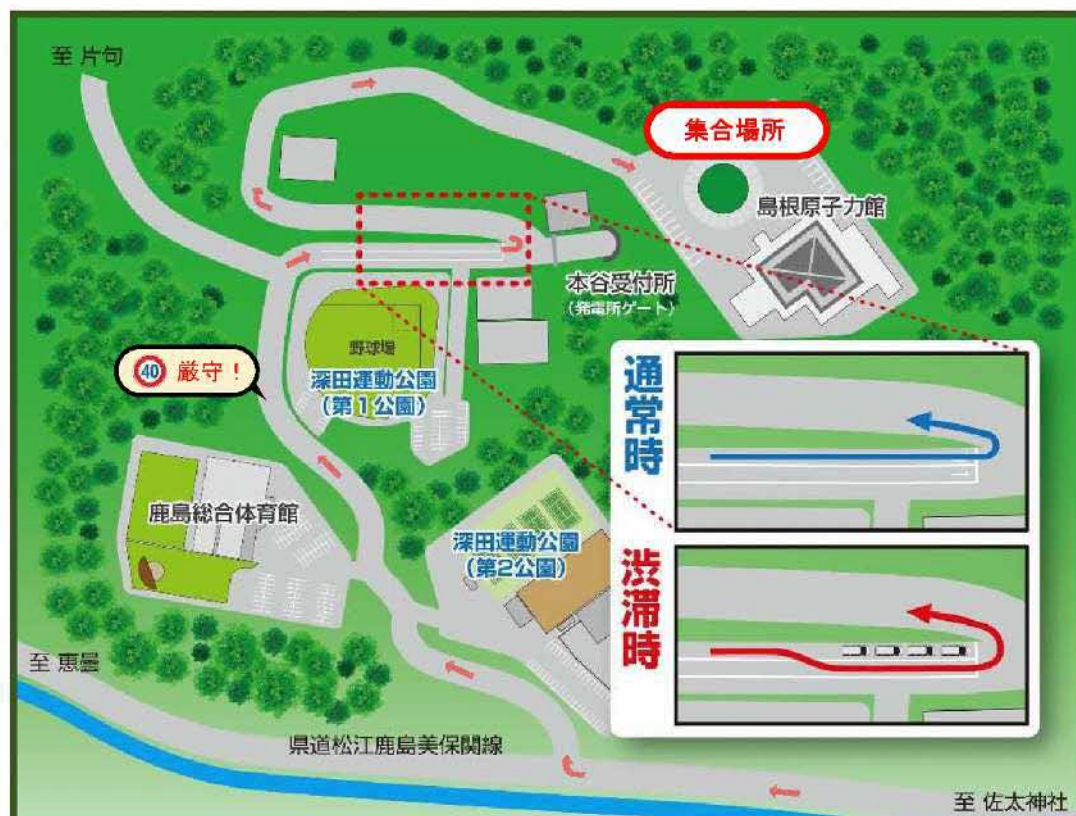 至 片句
集合場所
島根原子力館
本谷受付所
(発電所ゲート)
野球場
40 厳守!
深田運動公園
(第1公園)
鹿島総合体育館
深田運動公園
(第2公園)
通常時
渋滞時
至 恵曇
県道松江鹿島美保関線
至 佐太神社